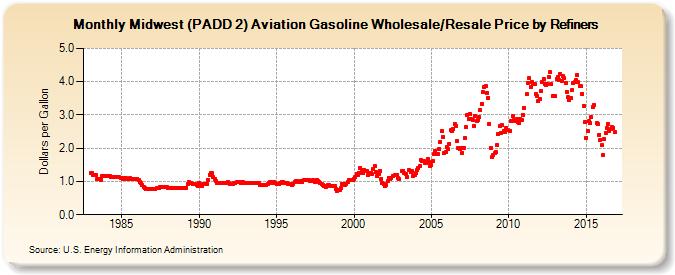 Monthly Midwest (PADD 2) Aviation Gasoline Wholesale/Resale Price by Refiners
Dollars per Gallon
5.0
4.0
3.0
2.0
1.0
0.0
1985 1990 1995 2000 2005 2010 2015
Source: U.S. Energy Information Administration